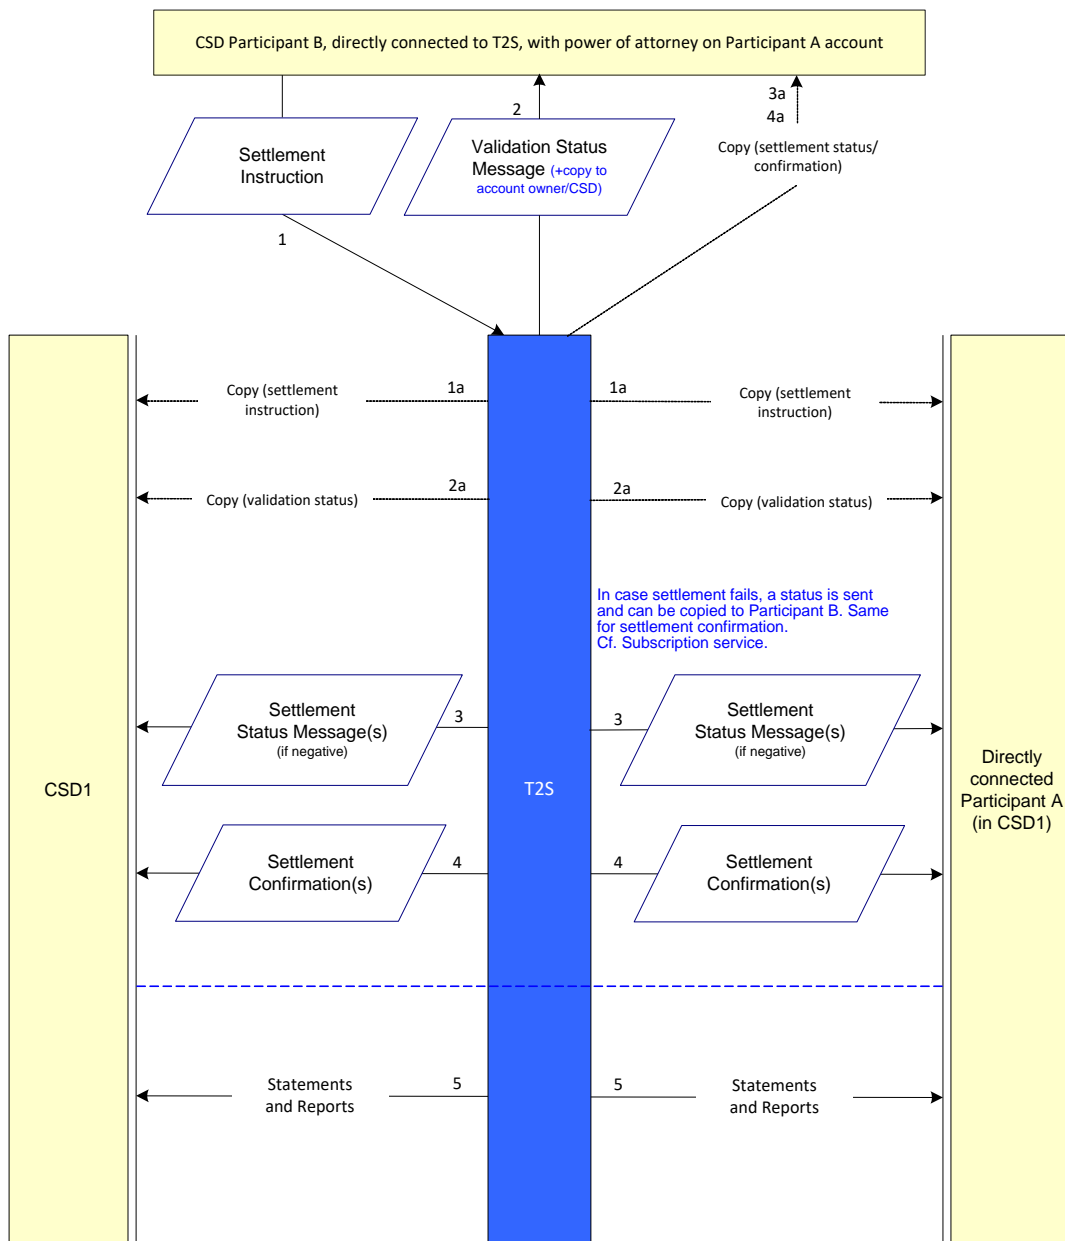 CSD Participant B, directly connected to T2S, with power of attorney on Participant A account
2
3a
4a
Settlement
Instruction
Validation Status
Message (+copy to
account owner/CSD)
Copy (settlement status/
confirmation)
1
1a
Copy (settlement
instruction)
1a
Copy (settlement
instruction)
2a
Copy (validation status)
2a
Copy (validation status)
In case settlement fails, a status is sent
and can be copied to Participant B. Same
for settlement confirmation.
Cf. Subscription service.
Settlement
Status Message(s)
(if negative)
3
3
Settlement
Status Message(s)
(if negative)
CSD1
T2S
Directly
connected
Participant A
(in CSD1)
Settlement
Confirmation(s)
4
4
Settlement
Confirmation(s)
Statements
and Reports
5
5
Statements
and Reports